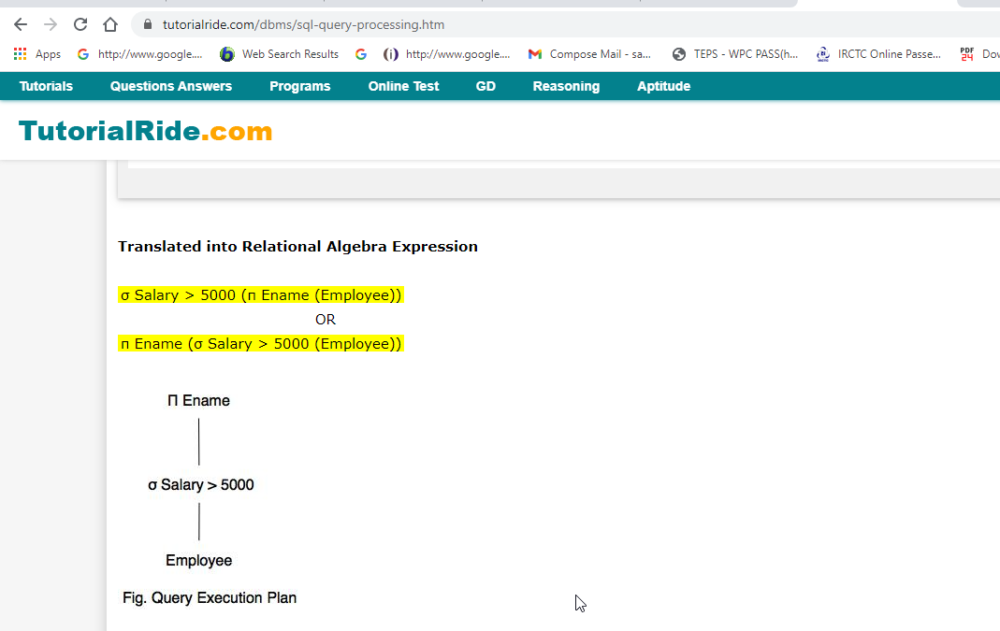 tutorialride.com/dbms/sql-query-processing.htm
Apps http://www.google.... Web Search Results http://www.google.... Compose Mail - sa... TEPS - WPC PASS(h... IRCTC Online Passe... PDF 24 Dov
Tutorials Questions Answers Programs Online Test GD Reasoning Aptitude
TutorialRide.com
Translated into Relational Algebra Expression
σ Salary > 5000 (π Ename (Employee))
OR
π Ename (σ Salary > 5000 (Employee))
Π Ename
σ Salary > 5000
Employee
Fig. Query Execution Plan